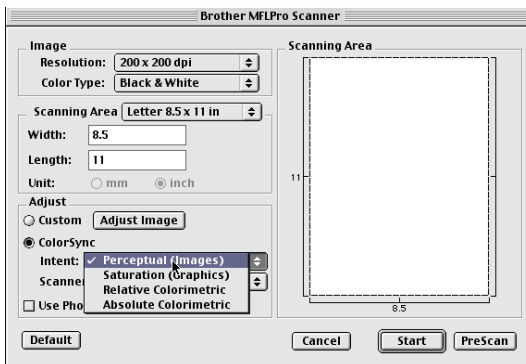 Brother MFLPro Scanner
Image
Resolution: 200 x 200 dpi
Color Type: Black & White
Scanning Area Letter 8.5 x 11 in
Width: 8.5
Length: 11
Unit: mm inch
Adjust
Custom Adjust Image
ColorSync
Intent: ✓ Perceptual (Images)
Saturation (Graphics)
Scanner
Relative Colorimetric
Absolute Colorimetric
Use Pho
Default
Scanning Area
11
8.5
Cancel Start PreScan